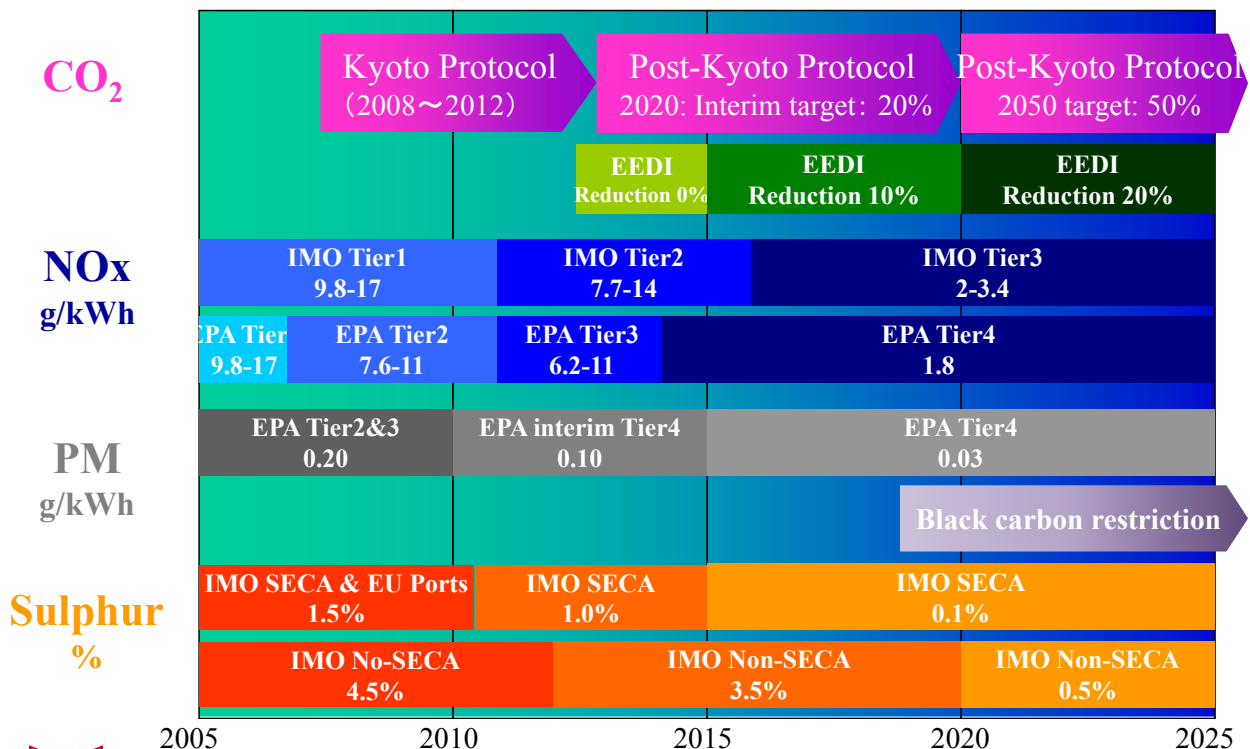 CO₂
Kyoto Protocol
（2008～2012）
Post-Kyoto Protocol
2020: Interim target: 20%
Post-Kyoto Protocol
2050 target: 50%
EEDI
Reduction 0%
EEDI
Reduction 10%
EEDI
Reduction 20%
NOx
g/kWh
IMO Tier1
9.8-17
IMO Tier2
7.7-14
IMO Tier3
2-3.4
EPA Tier
9.8-17
EPA Tier2
7.6-11
EPA Tier3
6.2-11
EPA Tier4
1.8
PM
g/kWh
EPA Tier2&3
0.20
EPA interim Tier4
0.10
EPA Tier4
0.03
Black carbon restriction
Sulphur
%
IMO SECA & EU Ports
1.5%
IMO SECA
1.0%
IMO SECA
0.1%
IMO No-SECA
4.5%
IMO Non-SECA
3.5%
IMO Non-SECA
0.5%
2005
2010
2015
2020
2025